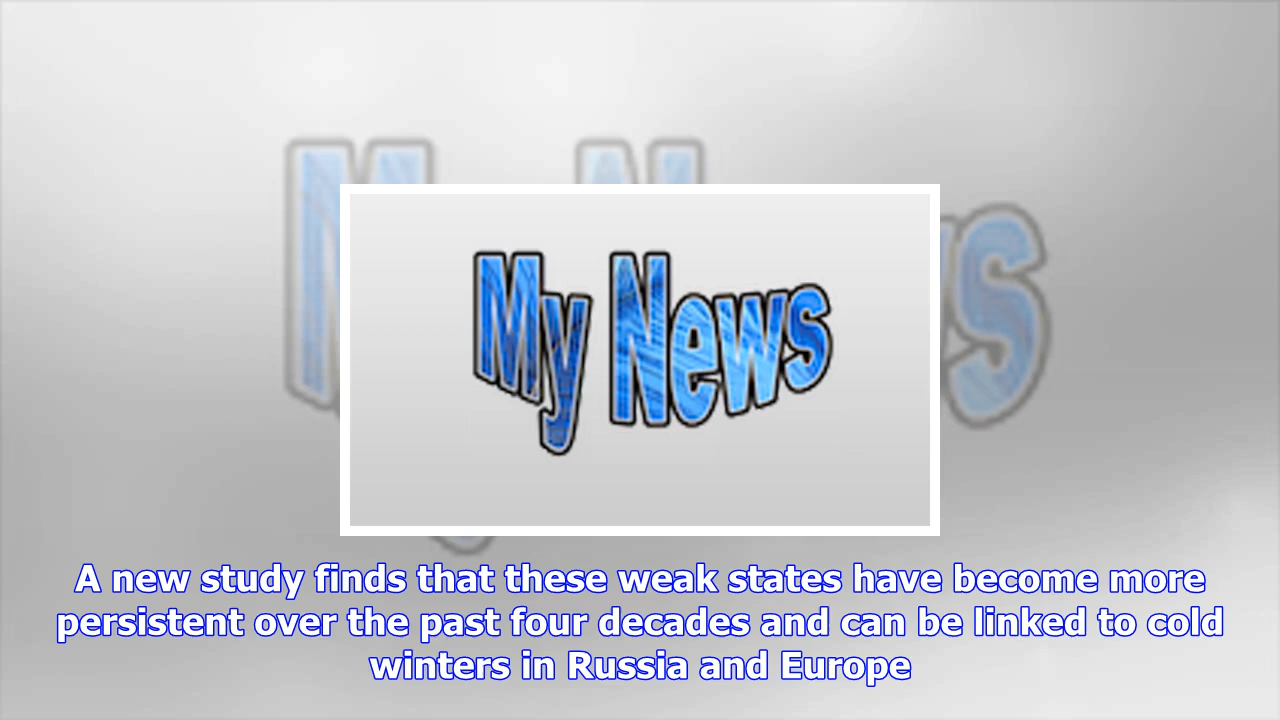 My News
A new study finds that these weak states have become more
persistent over the past four decades and can be linked to cold
winters in Russia and Europe